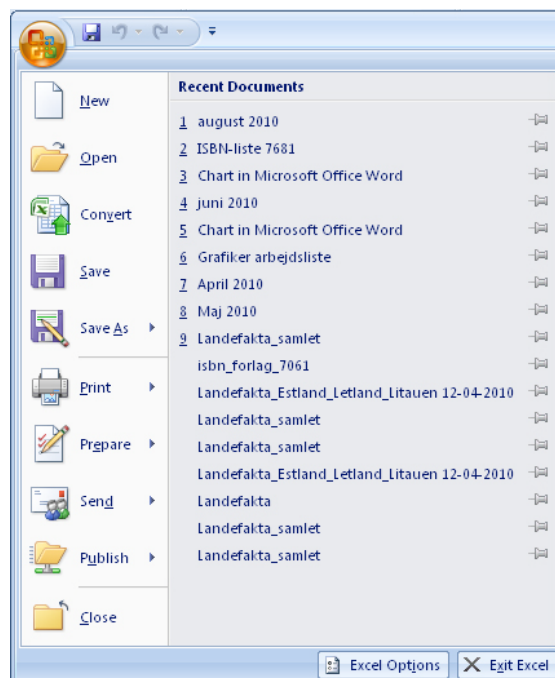 New
Open
Convert
Save
Save As
Print
Prepare
Send
Publish
Close
Recent Documents
1 august 2010
2 ISBN-liste 7681
3 Chart in Microsoft Office Word
4 juni 2010
5 Chart in Microsoft Office Word
6 Grafiker arbejdsliste
7 April 2010
8 Maj 2010
9 Landefakta_samlet
isbn_forlag_7061
Landefakta_Estland_Letland_Litauen 12-04-2010
Landefakta_samlet
Landefakta_samlet
Landefakta_Estland_Letland_Litauen 12-04-2010
Landefakta
Landefakta_samlet
Landefakta_samlet
Excel Options
Exit Excel